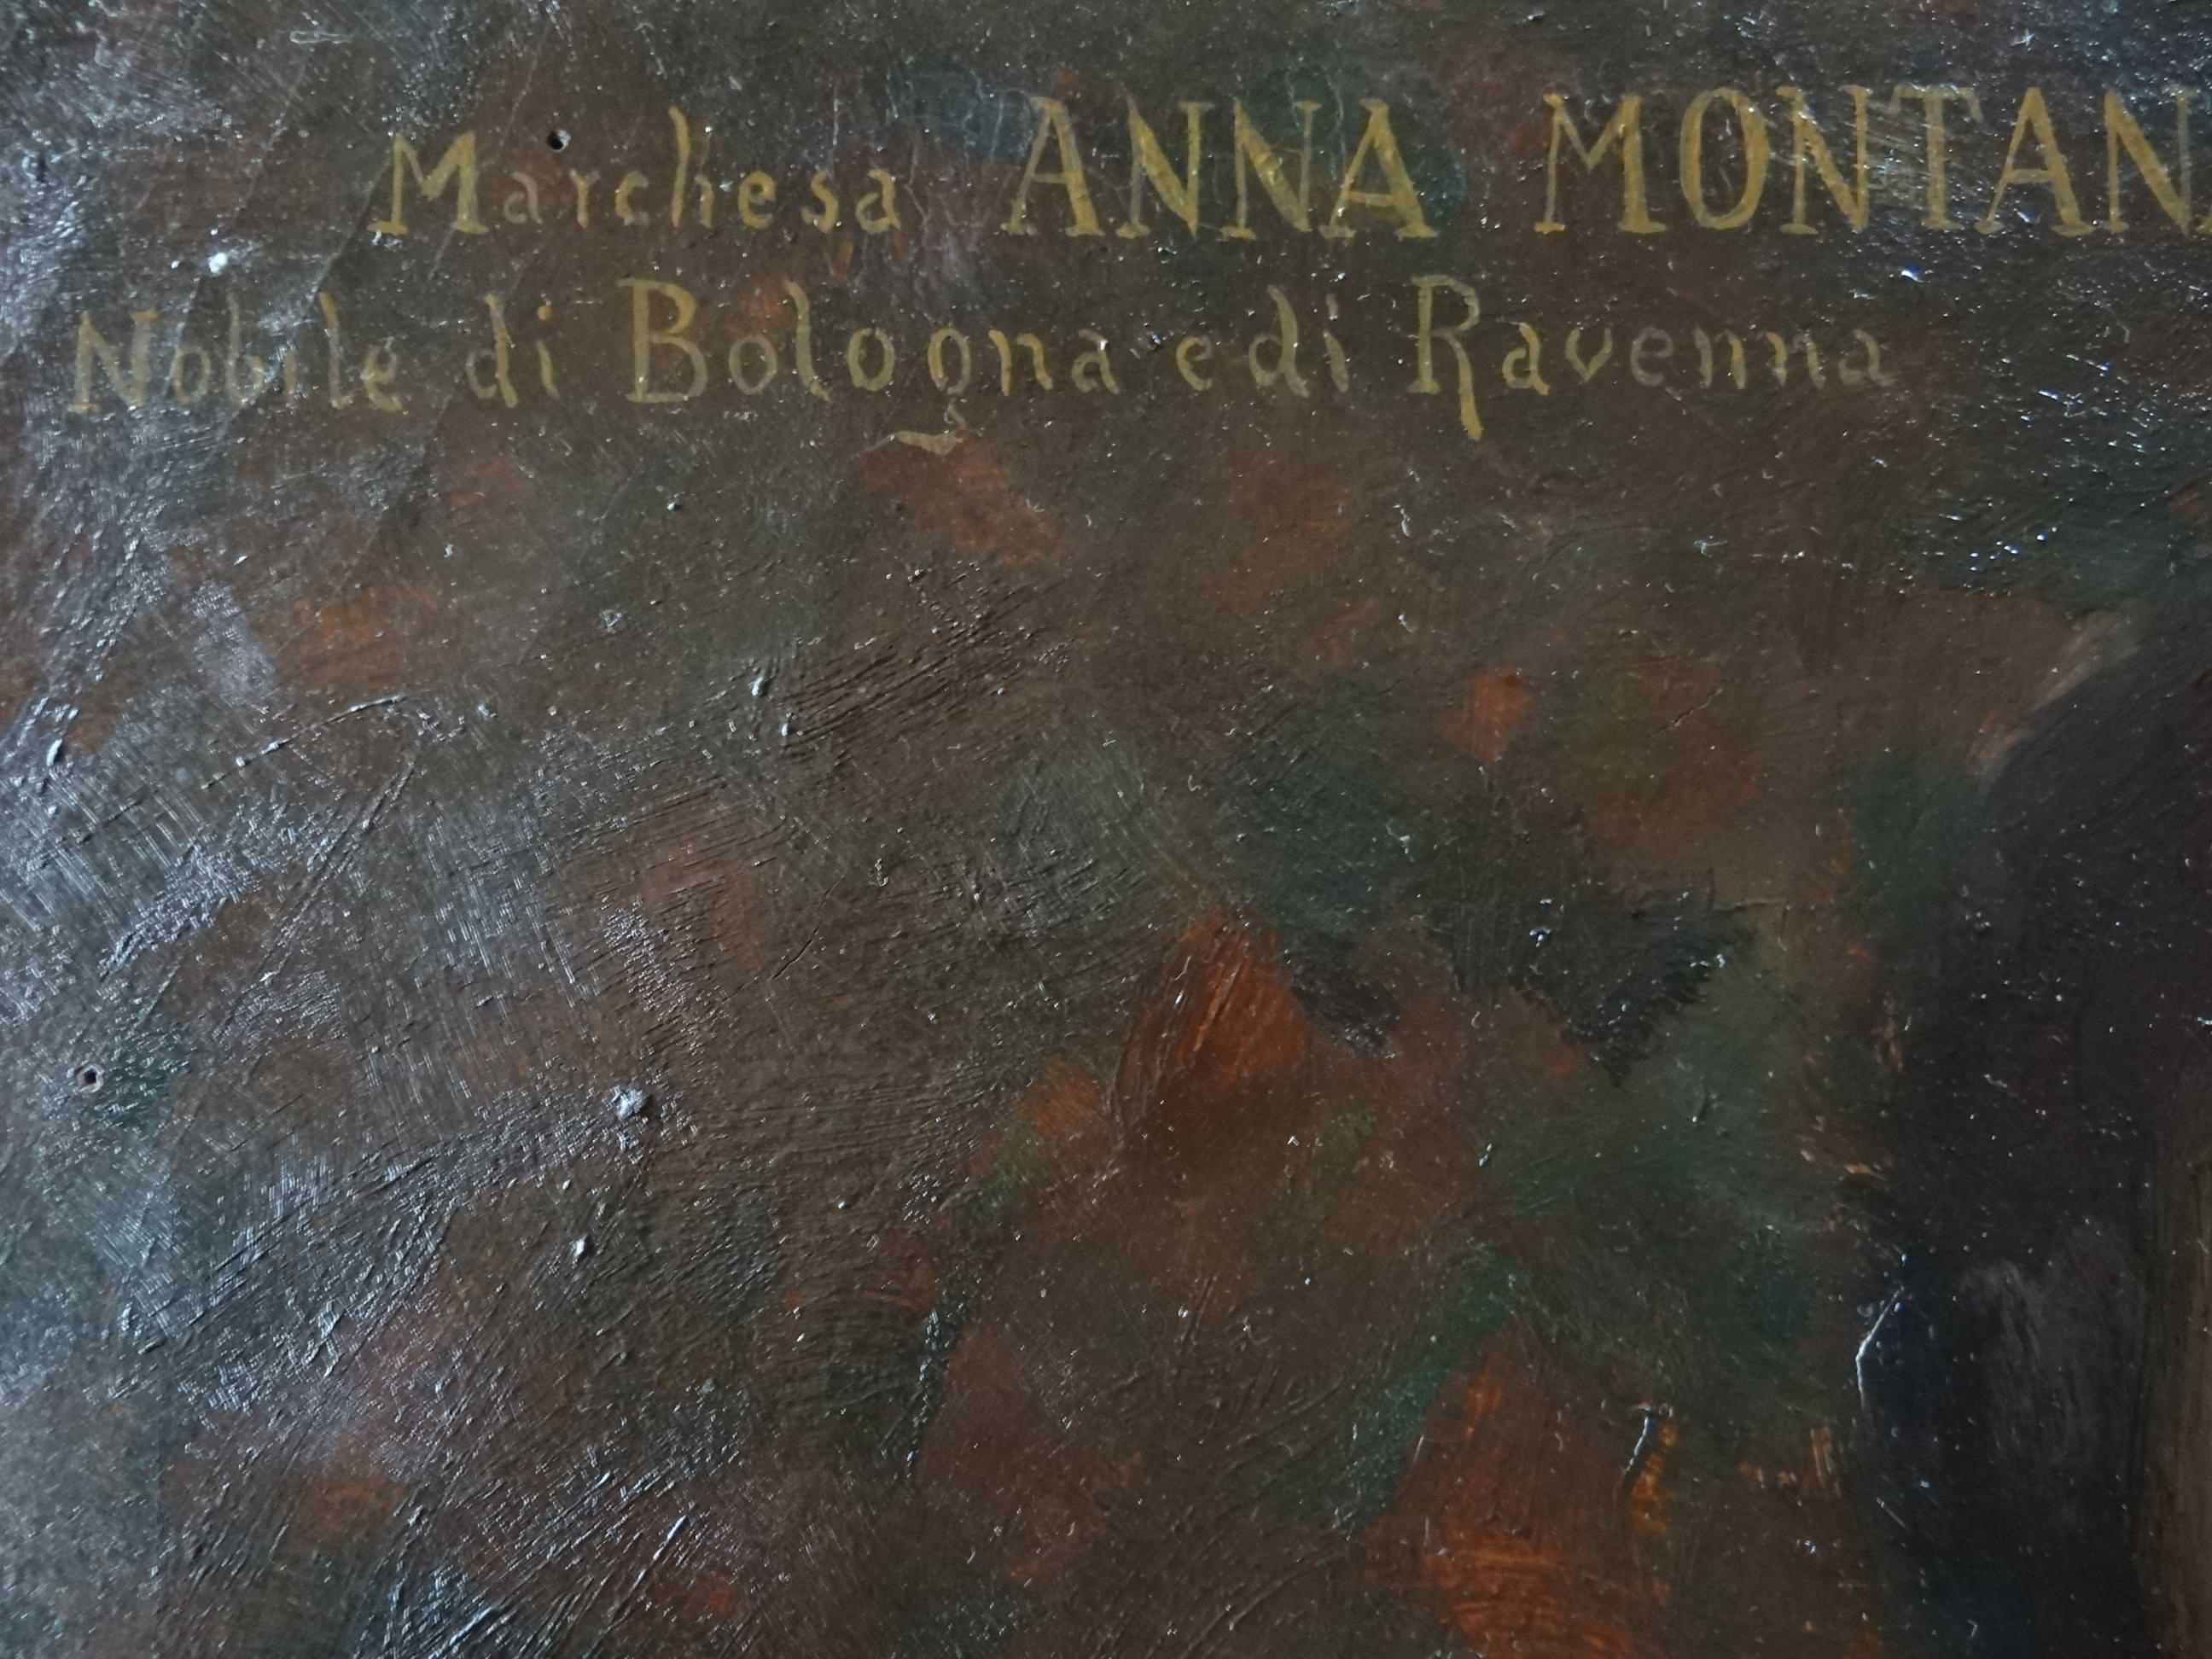 Marchesa ANNA MONTAN
Nobile di Bologna e di Ravenna